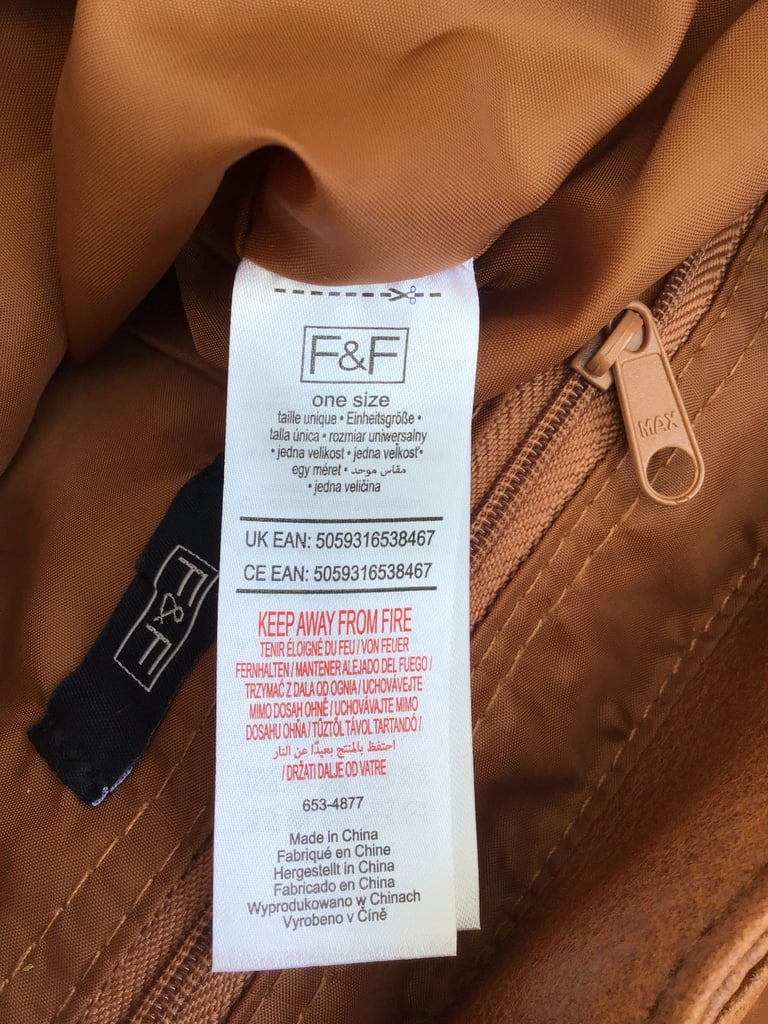 F&F
one size
taille unique • Einheitsgröße •
talla única • rozmiar uniwersalny
• jedna velikost • jedna velkosť•
egy méret • مقاس موحد •
• jedna veličina
UK EAN: 5059316538467
CE EAN: 5059316538467
KEEP AWAY FROM FIRE
TENIR ÉLOIGNÉ DU FEU / VON FEUER
FERNHALTEN / MANTENER ALEJADO DEL FUEGO /
TRZYMAĆ Z DALA OD OGNIA / UCHOVÁVEJTE
MIMO DOSAH OHNĚ / UCHOVÁVAJTE MIMO
DOSAHU OHŇA / TŰZTŐL TÁVOL TARTANDÓ /
احتفظ بالمنتج بعيدًا عن النار
/ DRŽATI DALJE OD VATRE
653-4877
Made in China
Fabriqué en Chine
Hergestellt in China
Fabricado en China
Wyprodukowano w Chinach
Vyrobeno v Číně
F&F
MAX